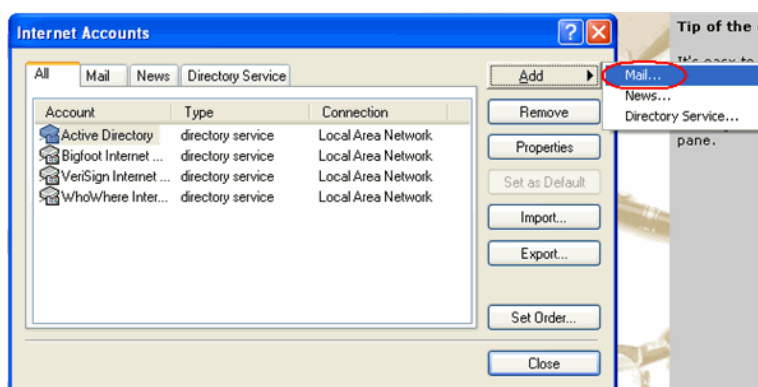 Internet Accounts
Tip of the
All Mail News Directory Service
Add
Mail...
News...
Directory Service...
pane.
Account Type Connection
Active Directory directory service Local Area Network
Bigfoot Internet ... directory service Local Area Network
VeriSign Internet ... directory service Local Area Network
WhoWhere Inter... directory service Local Area Network
Remove
Properties
Set as Default
Import...
Export...
Set Order...
Close